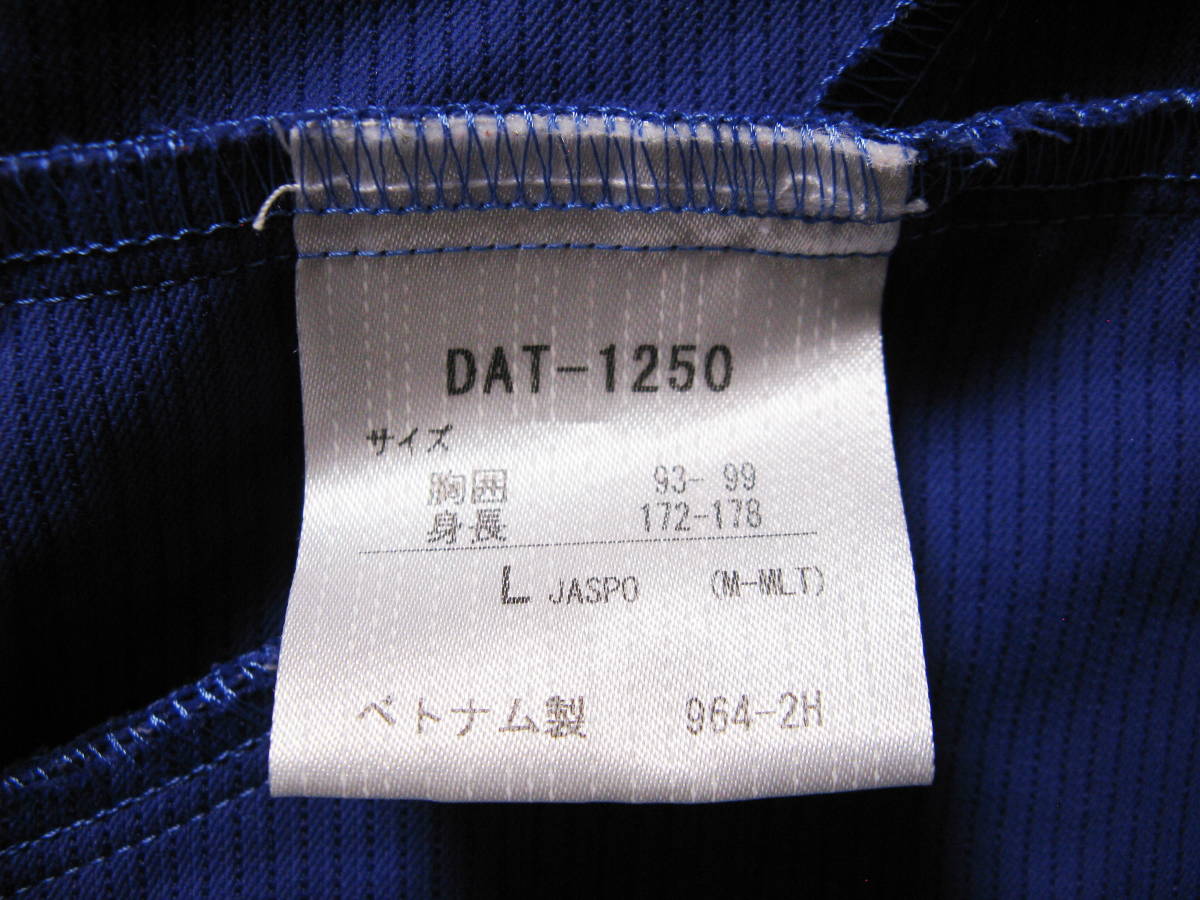 DAT-1250
サイズ
胸囲 93- 99
身長 172-178
L JASPO (M-MLT)
ベトナム製 964-2H